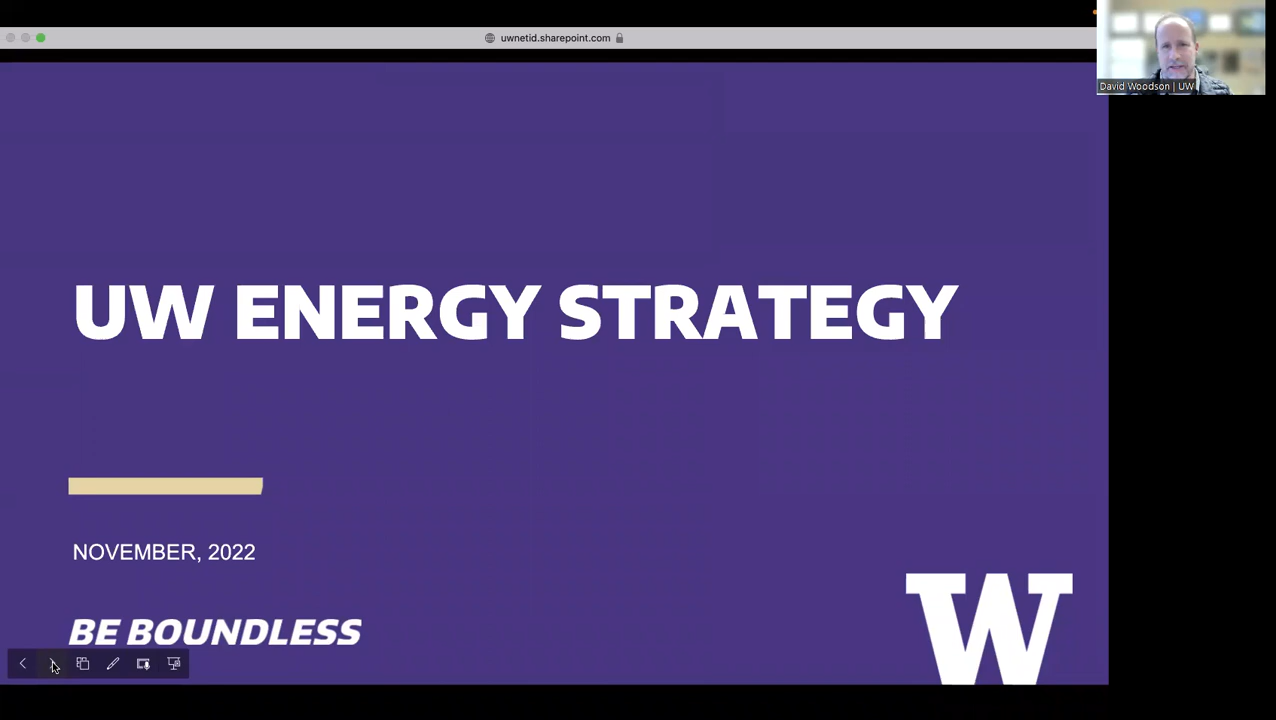 uwnetid.sharepoint.com
David Woodson | UW
UW ENERGY STRATEGY
NOVEMBER, 2022
BE BOUNDLESS
W